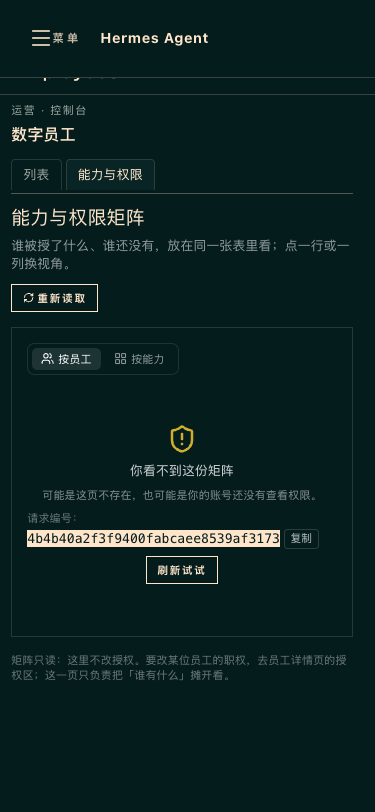 菜单
Hermes Agent
运营 · 控制台
数字员工
列表
能力与权限
能力与权限矩阵
谁被授了什么、谁还没有，放在同一张表里看；点一行或一
列换视角。
重新读取
按员工
按能力
你看不到这份矩阵
可能是这页不存在，也可能是你的账号还没有查看权限。
请求编号：
4b4b40a2f3f9400fabcaee8539af3173
复制
刷新试试
矩阵只读：这里不改授权。要改某位员工的职权，去员工详情页的授
权区；这一页只负责把「谁有什么」摊开看。